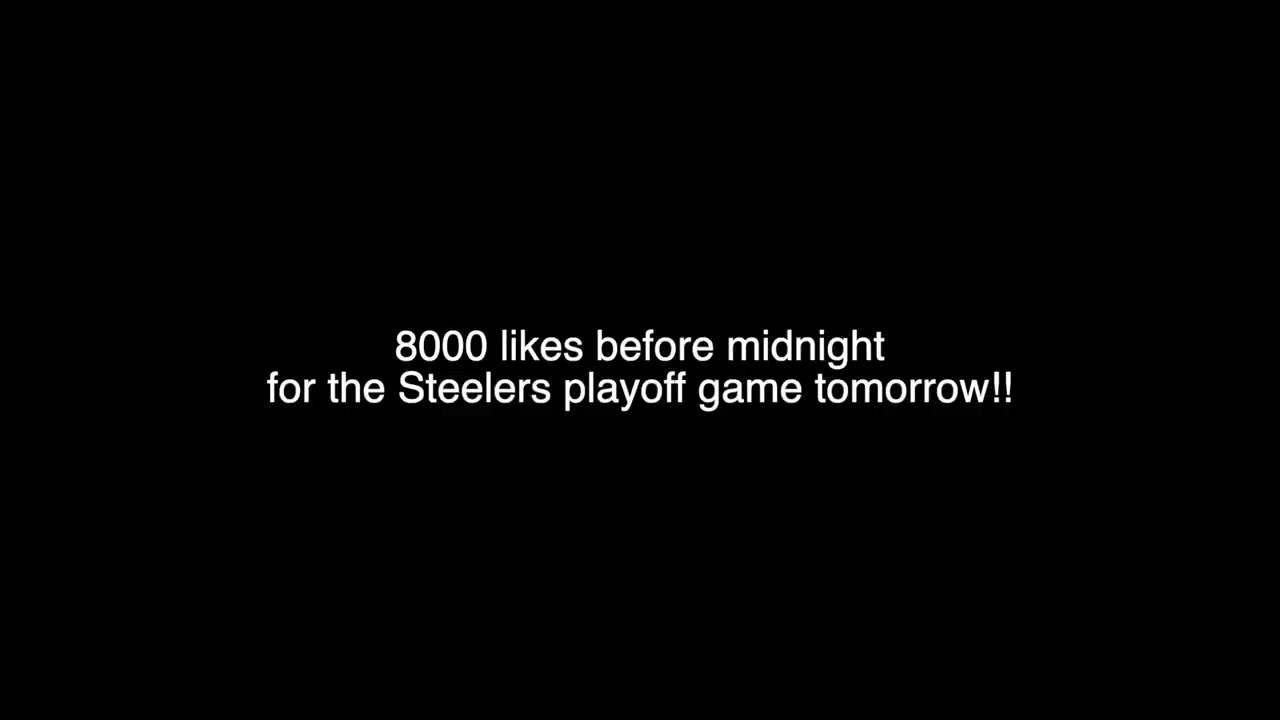 8000 likes before midnight
for the Steelers playoff game tomorrow!!